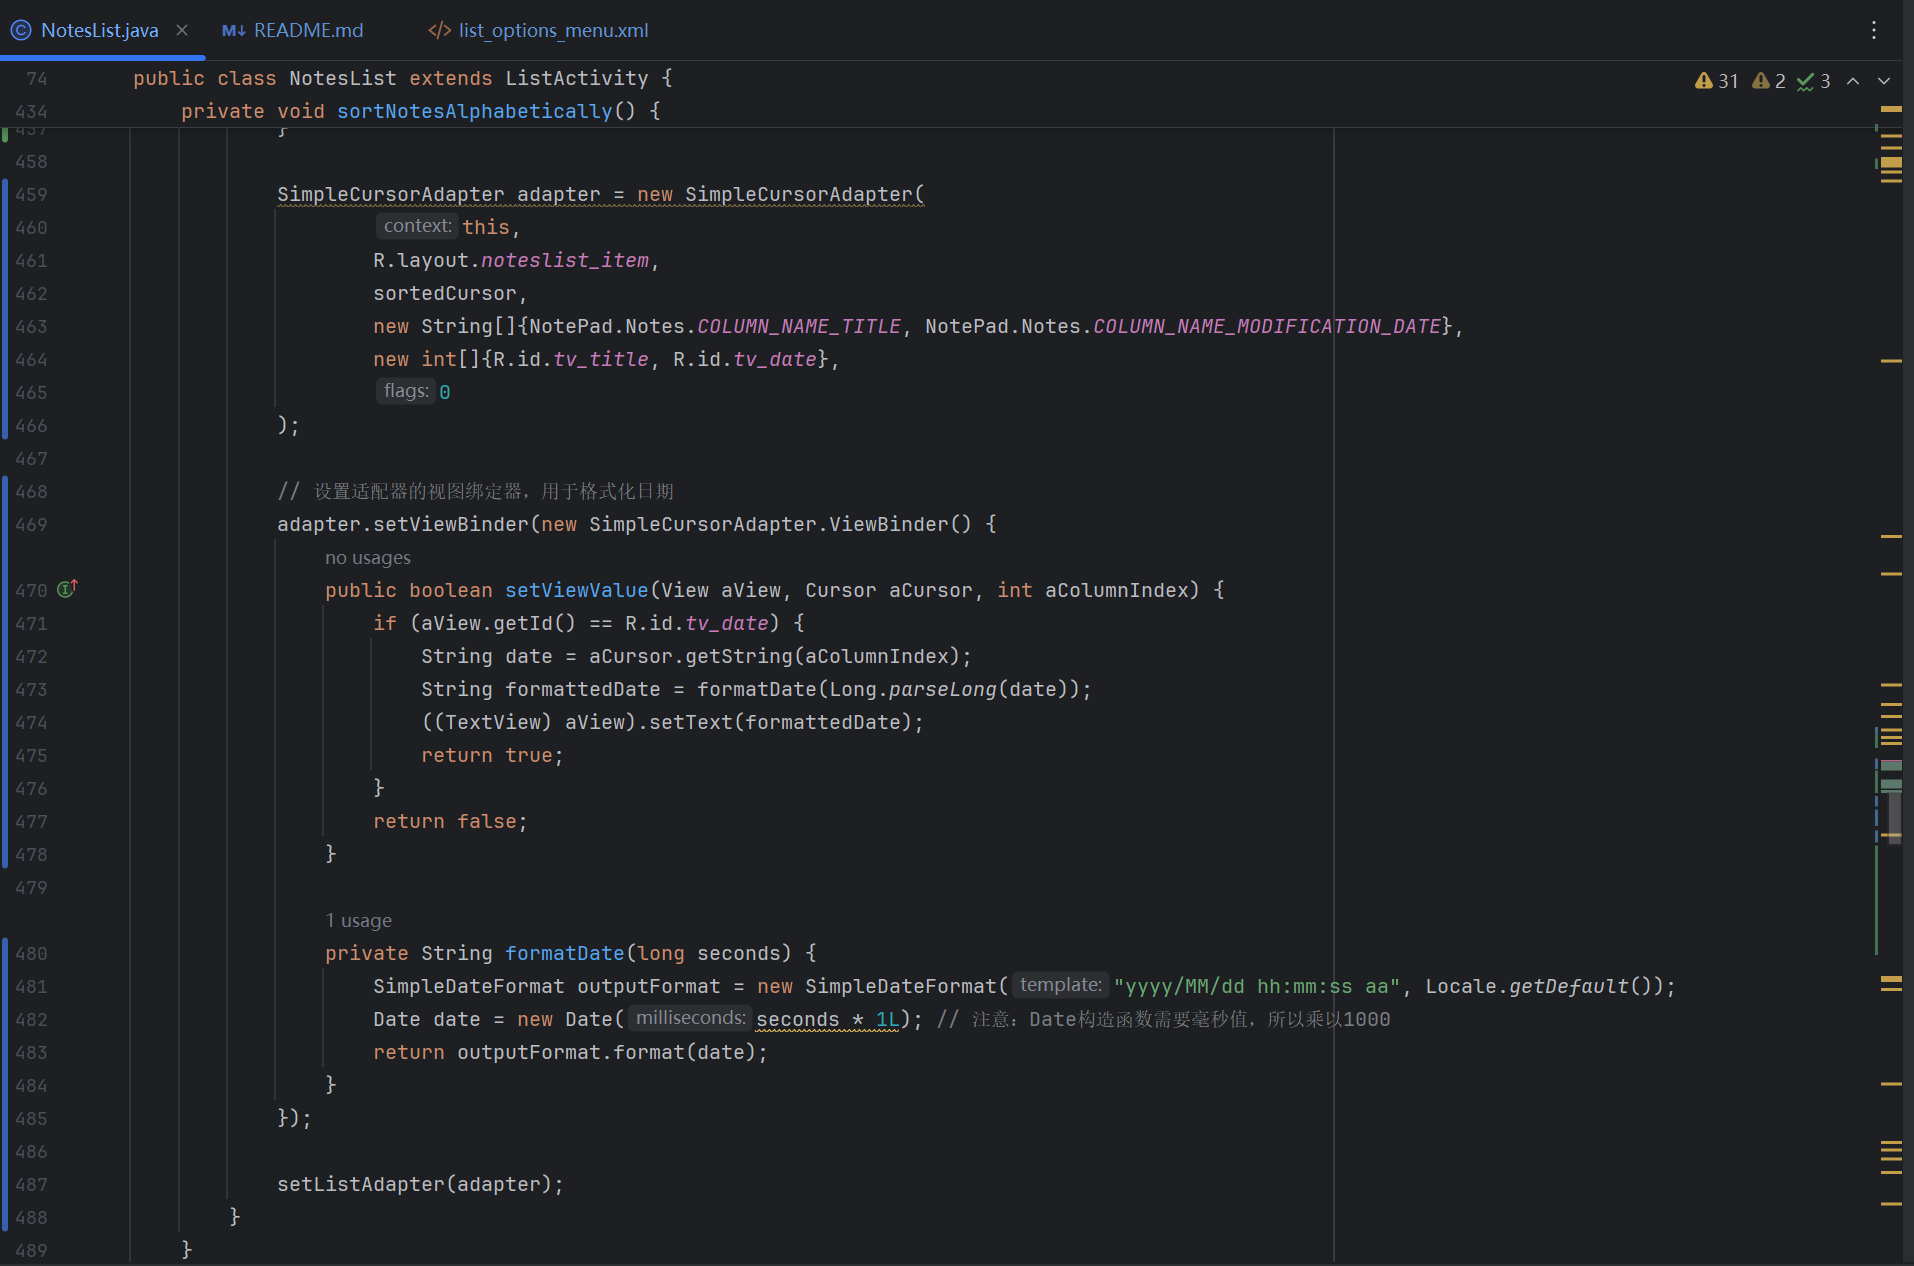 NotesList.java
README.md
list_options_menu.xml
31 2 3
74 public class NotesList extends ListActivity {
434 private void sortNotesAlphabetically() {
457 }
458
459 SimpleCursorAdapter adapter = new SimpleCursorAdapter(
460 context: this,
461 R.layout.noteslist_item,
462 sortedCursor,
463 new String[]{NotePad.Notes.COLUMN_NAME_TITLE, NotePad.Notes.COLUMN_NAME_MODIFICATION_DATE},
464 new int[]{R.id.tv_title, R.id.tv_date},
465 flags: 0
466 );
467
468 // 设置适配器的视图绑定器，用于格式化日期
469 adapter.setViewBinder(new SimpleCursorAdapter.ViewBinder() {
no usages
470 public boolean setViewValue(View aView, Cursor aCursor, int aColumnIndex) {
471 if (aView.getId() == R.id.tv_date) {
472 String date = aCursor.getString(aColumnIndex);
473 String formattedDate = formatDate(Long.parseLong(date));
474 ((TextView) aView).setText(formattedDate);
475 return true;
476 }
477 return false;
478 }
479
1 usage
480 private String formatDate(long seconds) {
481 SimpleDateFormat outputFormat = new SimpleDateFormat( template: "yyyy/MM/dd hh:mm:ss aa", Locale.getDefault());
482 Date date = new Date( milliseconds: seconds * 1L); // 注意：Date构造函数需要毫秒值，所以乘以1000
483 return outputFormat.format(date);
484 }
485 });
486
487 setListAdapter(adapter);
488 }
489 }